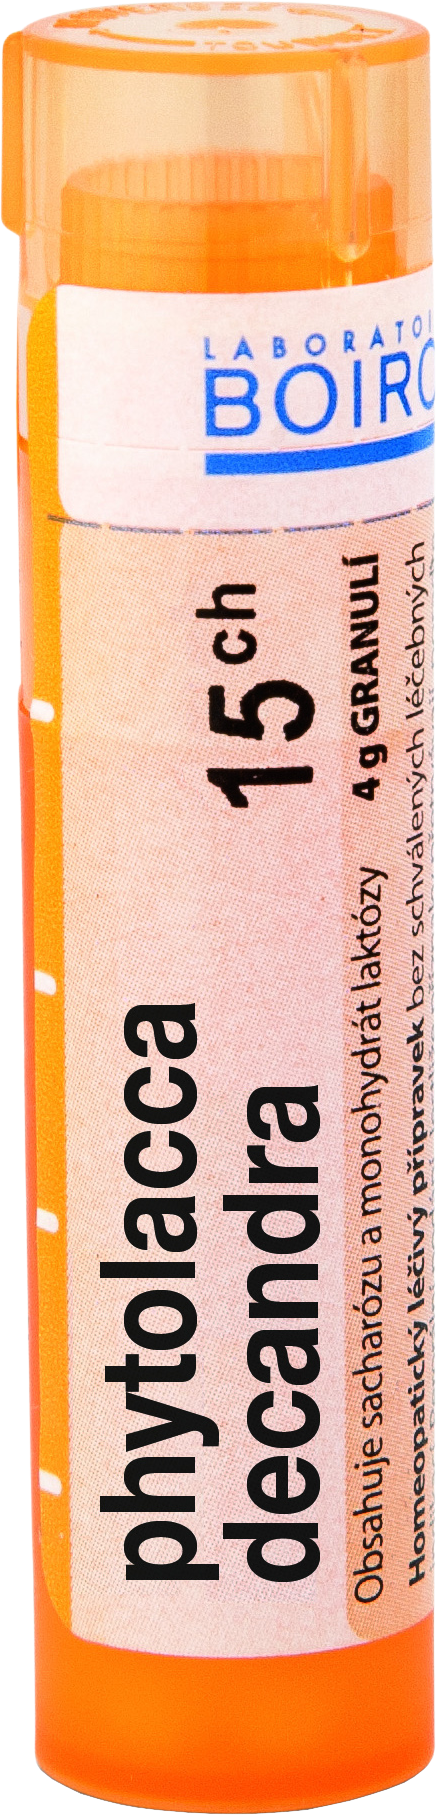 LABORATOI
BOIRO
phytolacca
decandra
15 ch
4 g GRANULÍ
Obsahuje sacharózu a monohydrát laktózy
Homeopatický léčivý přípravek bez schválených léčebných